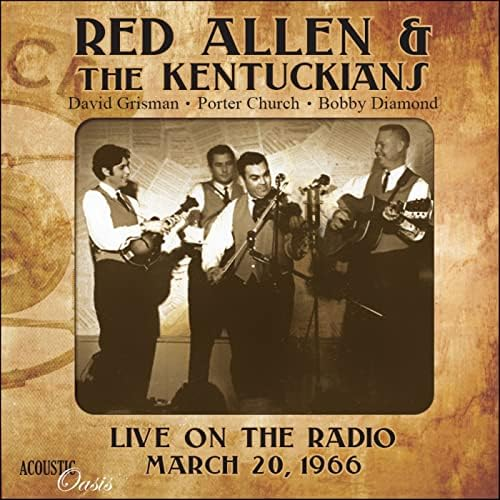 RED ALLEN &
THE KENTUCKIANS
David Grisman • Porter Church • Bobby Diamond
LIVE ON THE RADIO
MARCH 20, 1966
ACOUSTIC
Oasis